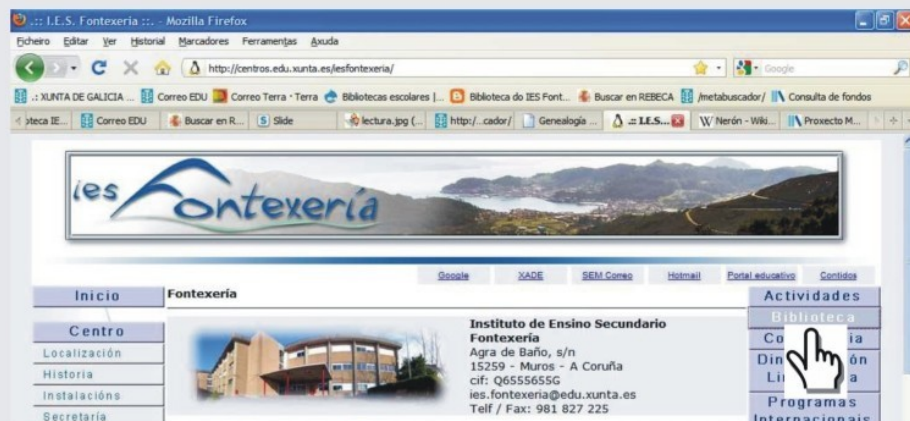 .:: I.E.S. Fontexeria ::. - Mozilla Firefox
Ficheiro Editar Ver Historial Marcadores Ferramentas Axuda
http://centros.edu.xunta.es/iesfontexeria/
Google
.: XUNTA DE GALICIA ... Correo EDU Correo Terra · Terra Bibliotecas escolares |... Biblioteca do IES Font... Buscar en REBECA /metabuscador/ Consulta de fondos
oteca IE... Correo EDU Buscar en R... Slide lectura.jpg (... http:/...cador/ Genealogía ... .:: I.E.S... Nerón - Wiki... Proxecto M...
ies Fontexería
Google XADE SEM Correo Hotmail Portal educativo Contidos
Inicio
Centro
Localización
Historia
Instalacións
Secretaría
Fontexería
Instituto de Ensino Secundario
Fontexería
Agra de Baño, s/n
15259 - Muros - A Coruña
cif: Q6555655G
ies.fontexeria@edu.xunta.es
Telf / Fax: 981 827 225
Actividades
Biblioteca
Programas
Internacionais